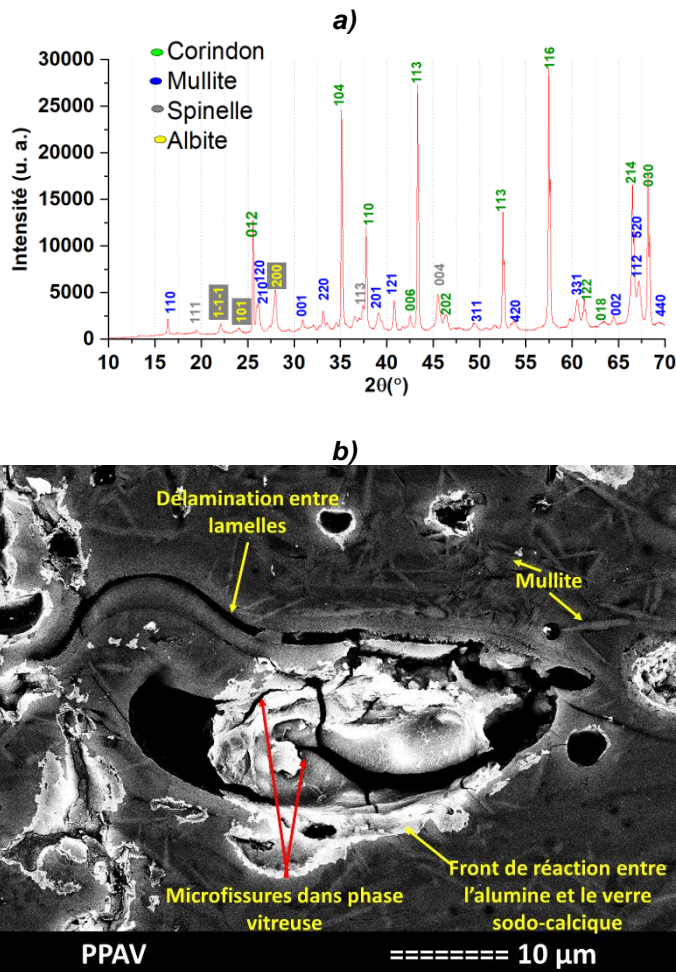 a)
Corindon
Mullite
Spinelle
Albite
Intensité (u. a.)
30000
25000
20000
15000
10000
5000
0
110
111
1-1-1
101
012
120
210
200
001
220
104
113
110
201
121
006
113
004
202
311
113
420
116
331
122
018
002
214
112
520
030
440
10 15 20 25 30 35 40 45 50 55 60 65 70
2θ(°)
b)
Délamination entre
lamelles
Mullite
Microfissures dans phase
vitreuse
Front de réaction entre
l'alumine et le verre
sodo-calcique
PPAV ======== 10 µm